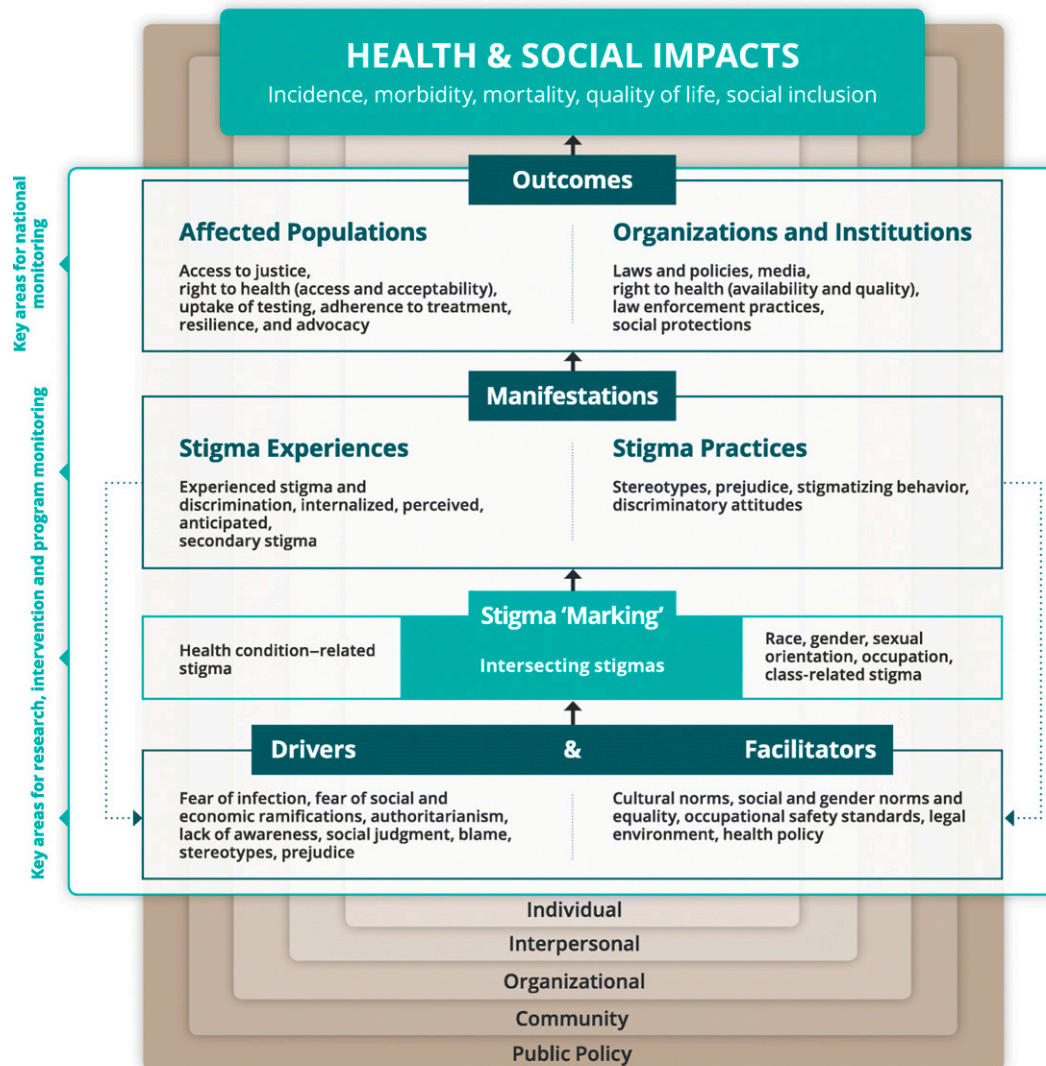 HEALTH & SOCIAL IMPACTS
Incidence, morbidity, mortality, quality of life, social inclusion
Outcomes
Key areas for national
monitoring
Affected Populations
Access to justice,
right to health (access and acceptability),
uptake of testing, adherence to treatment,
resilience, and advocacy
Organizations and Institutions
Laws and policies, media,
right to health (availability and quality),
law enforcement practices,
social protections
Key areas for research, intervention and program monitoring
Manifestations
Stigma Experiences
Experienced stigma and
discrimination, internalized, perceived,
anticipated,
secondary stigma
Stigma Practices
Stereotypes, prejudice, stigmatizing behavior,
discriminatory attitudes
Stigma ‘Marking’
Health condition–related
stigma
Intersecting stigmas
Race, gender, sexual
orientation, occupation,
class-related stigma
Drivers & Facilitators
Fear of infection, fear of social and
economic ramifications, authoritarianism,
lack of awareness, social judgment, blame,
stereotypes, prejudice
Cultural norms, social and gender norms and
equality, occupational safety standards, legal
environment, health policy
Individual
Interpersonal
Organizational
Community
Public Policy